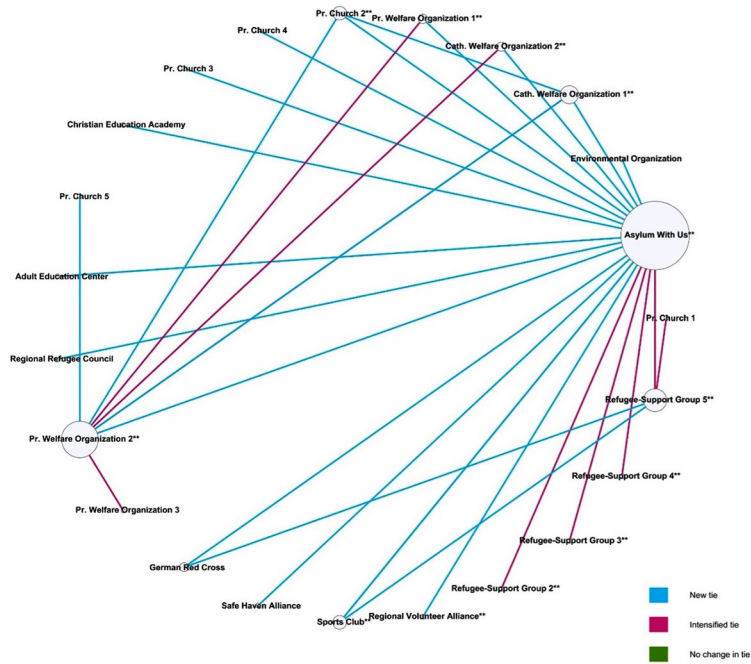 Pr. Church 2**
Pr. Welfare Organization 1**
Pr. Church 4
Cath. Welfare Organization 2**
Pr. Church 3
Cath. Welfare Organization 1**
Christian Education Academy
Environmental Organization
Pr. Church 5
Asylum With Us**
Adult Education Center
Pr. Church 1
Regional Refugee Council
Refugee-Support Group 5**
Pr. Welfare Organization 2**
Refugee-Support Group 4**
Pr. Welfare Organization 3
Refugee-Support Group 3**
German Red Cross
Refugee-Support Group 2**
Safe Haven Alliance
Sports Club**
Regional Volunteer Alliance**
New tie
Intensified tie
No change in tie